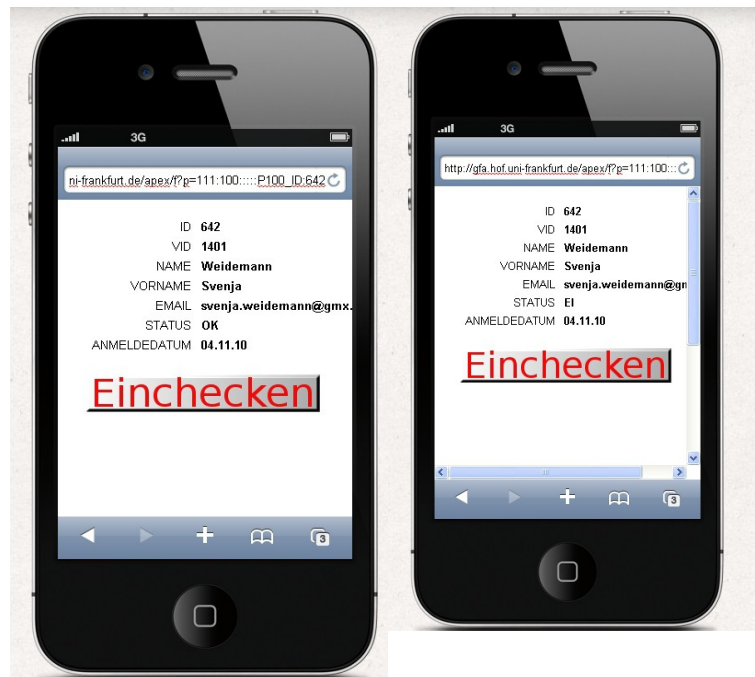 3G
ni-frankfurt.de/apex/f?p=111:100:::::P100_ID:642
ID 642
VID 1401
NAME Weidemann
VORNAME Svenja
EMAIL svenja.weidemann@gmx.
STATUS OK
ANMELDEDATUM 04.11.10
Einchecken
3
3G
http://gfa.hof.uni-frankfurt.de/apex/f?p=111:100:::
ID 642
VID 1401
NAME Weidemann
VORNAME Svenja
EMAIL svenja.weidemann@gm
STATUS EI
ANMELDEDATUM 04.11.10
Einchecken
3